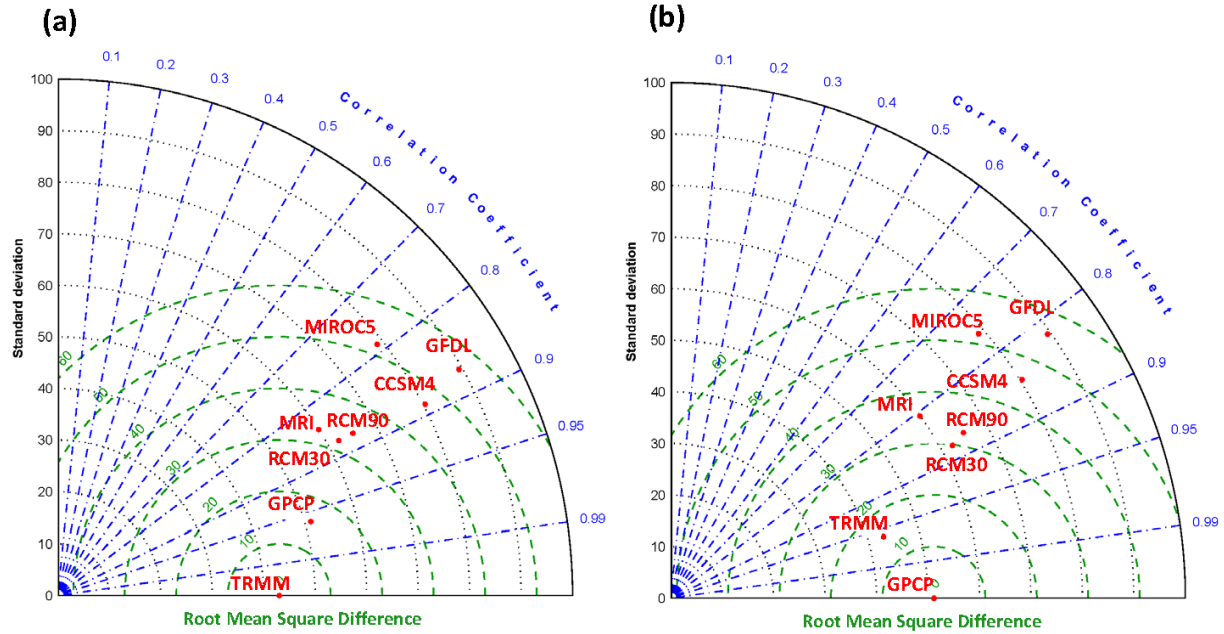 (a)
0.1
0.2
0.3
0.4
0.5
0.6
0.7
0.8
0.9
0.95
0.99
Correlation Coefficient
Standard deviation
100
90
80
70
60
50
40
30
20
10
0
60
50
40
30
20
10
MIROC5
GFDL
CCSM4
MRI
RCM90
RCM30
GPCP
TRMM
Root Mean Square Difference
(b)
0.1
0.2
0.3
0.4
0.5
0.6
0.7
0.8
0.9
0.95
0.99
Correlation Coefficient
Standard deviation
100
90
80
70
60
50
40
30
20
10
0
60
50
40
30
20
10
0
MIROC5
GFDL
CCSM4
MRI
RCM90
RCM30
TRMM
GPCP
Root Mean Square Difference